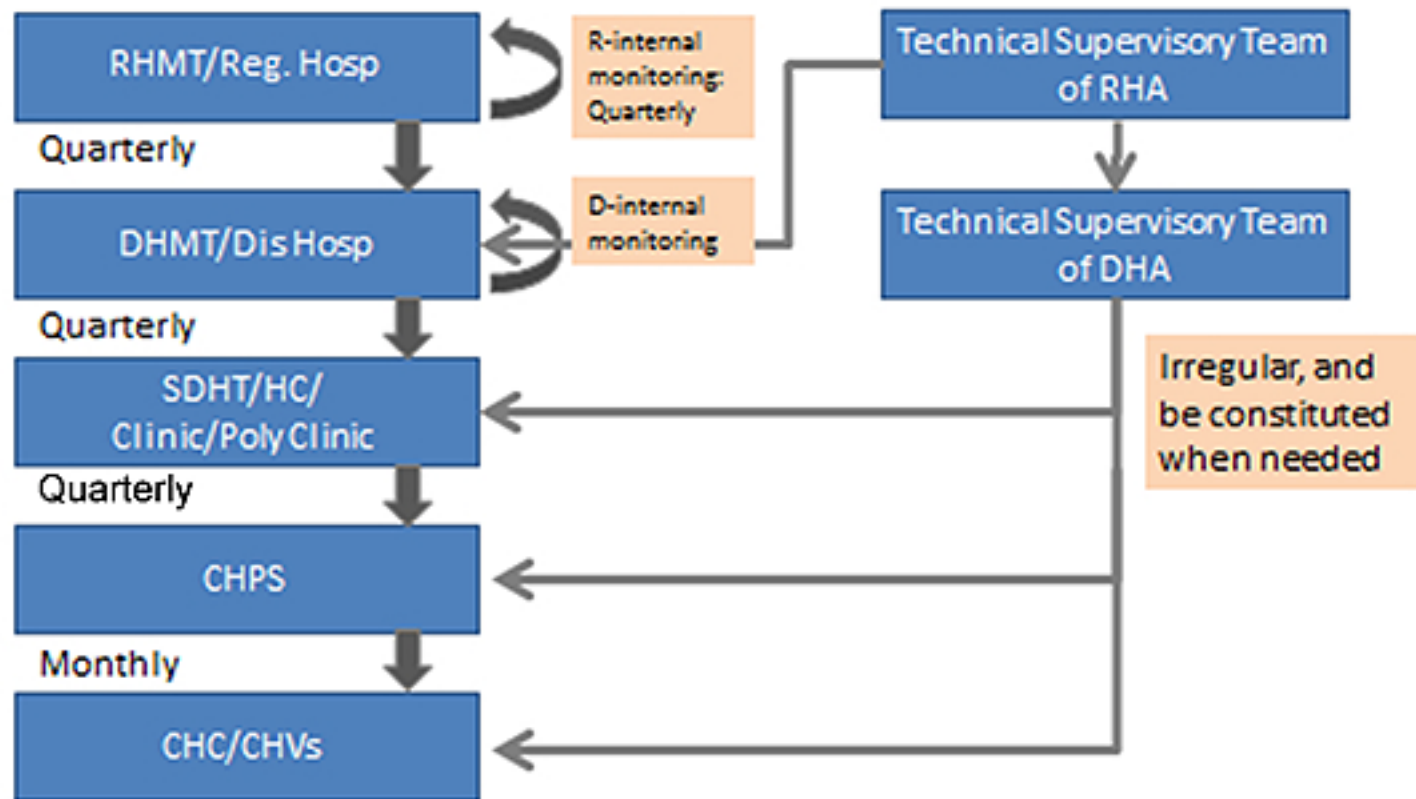 RHMT/Reg. Hosp
R-internal
monitoring:
Quarterly
Technical Supervisory Team
of RHA
Quarterly
DHMT/Dis Hosp
D-internal
monitoring
Technical Supervisory Team
of DHA
Quarterly
SDHT/HC/
Clinic/Poly Clinic
Irregular, and
be constituted
when needed
Quarterly
CHPS
Monthly
CHC/CHVs